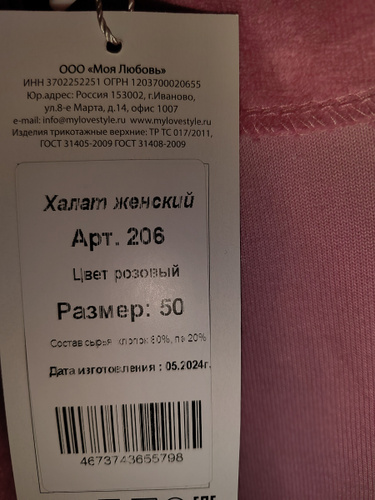 ООО «Моя Любовь»
ИНН 3702252251 ОГРН 1203700020655
Юр.адрес: Россия 153002, г.Иваново,
ул.8-е Марта, д.14, офис 1007
e-mail: info@mylovestyle.ru www.mylovestyle.ru
Изделия трикотажные верхние: ТР ТС 017/2011,
ГОСТ 31405-2009 ГОСТ 31408-2009
Халат женский
Арт. 206
Цвет розовый
Размер: 50
Состав сырья хлопок 80%, пэ 20%
Дата изготовления : 05.2024г.
4673743655798